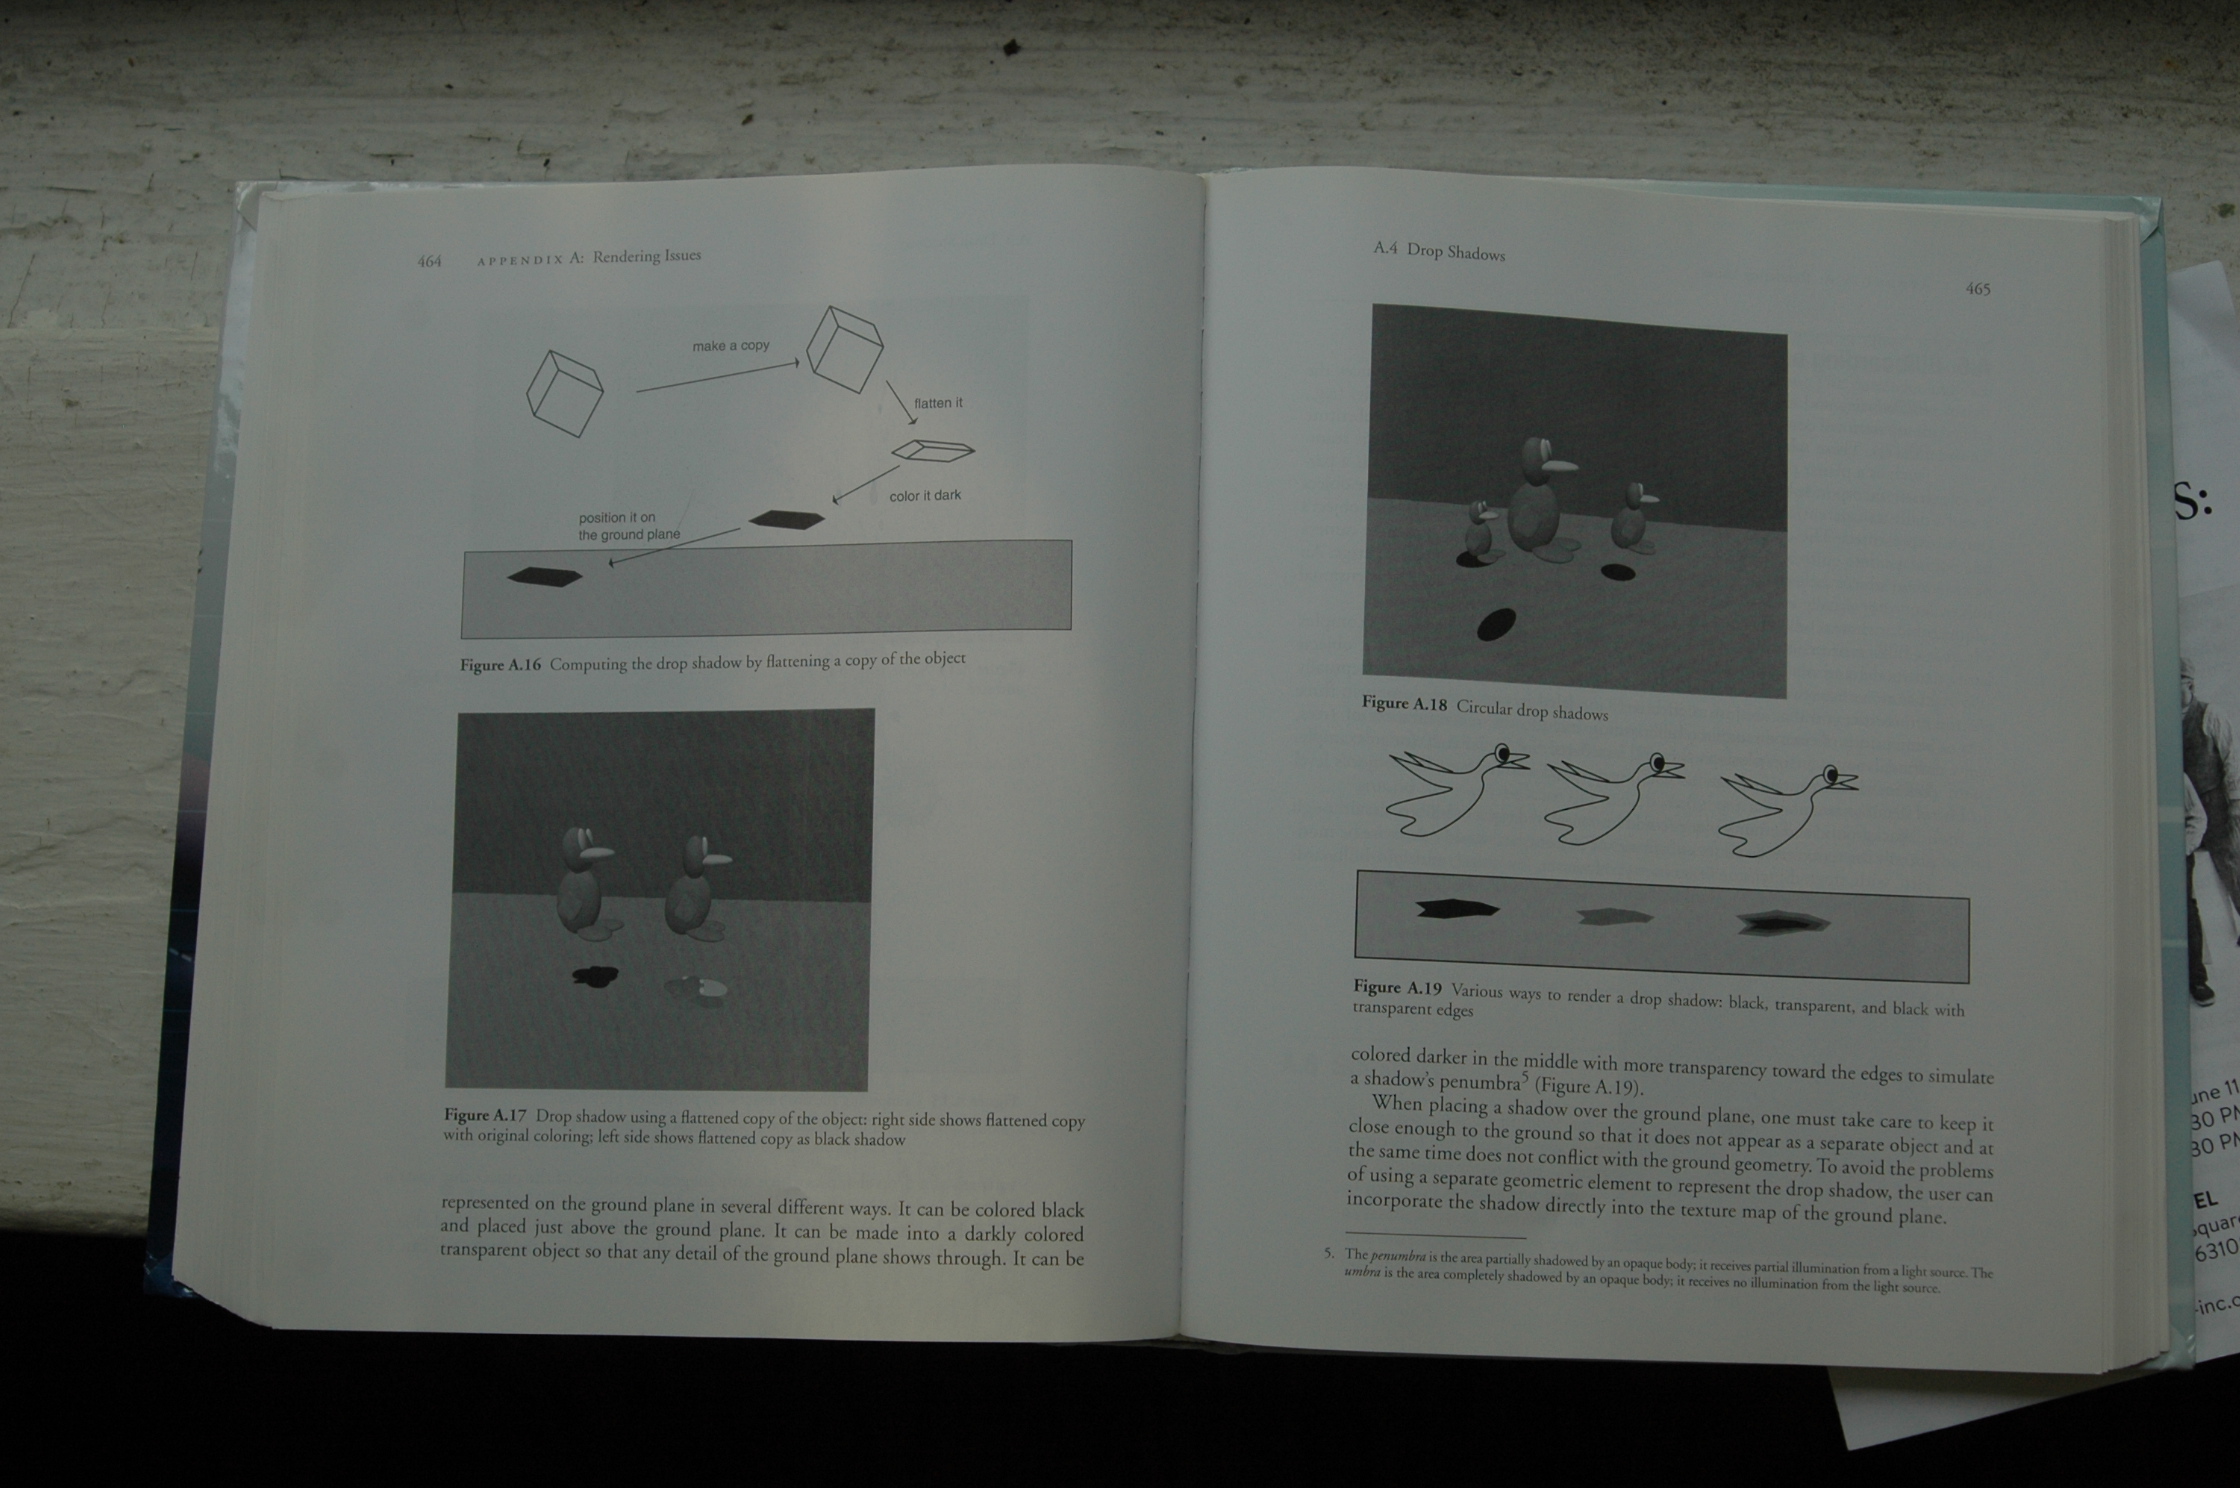 464 APPENDIX A: Rendering Issues
make a copy
flatten it
color it dark
position it on
the ground plane
Figure A.16 Computing the drop shadow by flattening a copy of the object
Figure A.17 Drop shadow using a flattened copy of the object: right side shows flattened copy
with original coloring; left side shows flattened copy as black shadow
represented on the ground plane in several different ways. It can be colored black
and placed just above the ground plane. It can be made into a darkly colored
transparent object so that any detail of the ground plane shows through. It can be
A.4 Drop Shadows
465
Figure A.18 Circular drop shadows
Figure A.19 Various ways to render a drop shadow: black, transparent, and black with
transparent edges
colored darker in the middle with more transparency toward the edges to simulate
a shadow's penumbra5 (Figure A.19).
When placing a shadow over the ground plane, one must take care to keep it
close enough to the ground so that it does not appear as a separate object and at
the same time does not conflict with the ground geometry. To avoid the problems
of using a separate geometric element to represent the drop shadow, the user can
incorporate the shadow directly into the texture map of the ground plane.
5. The penumbra is the area partially shadowed by an opaque body; it receives partial illumination from a light source. The
umbra is the area completely shadowed by an opaque body; it receives no illumination from the light source.
S:
une 11
30 PM
30 PM
EL
quar
6310
-inc.c